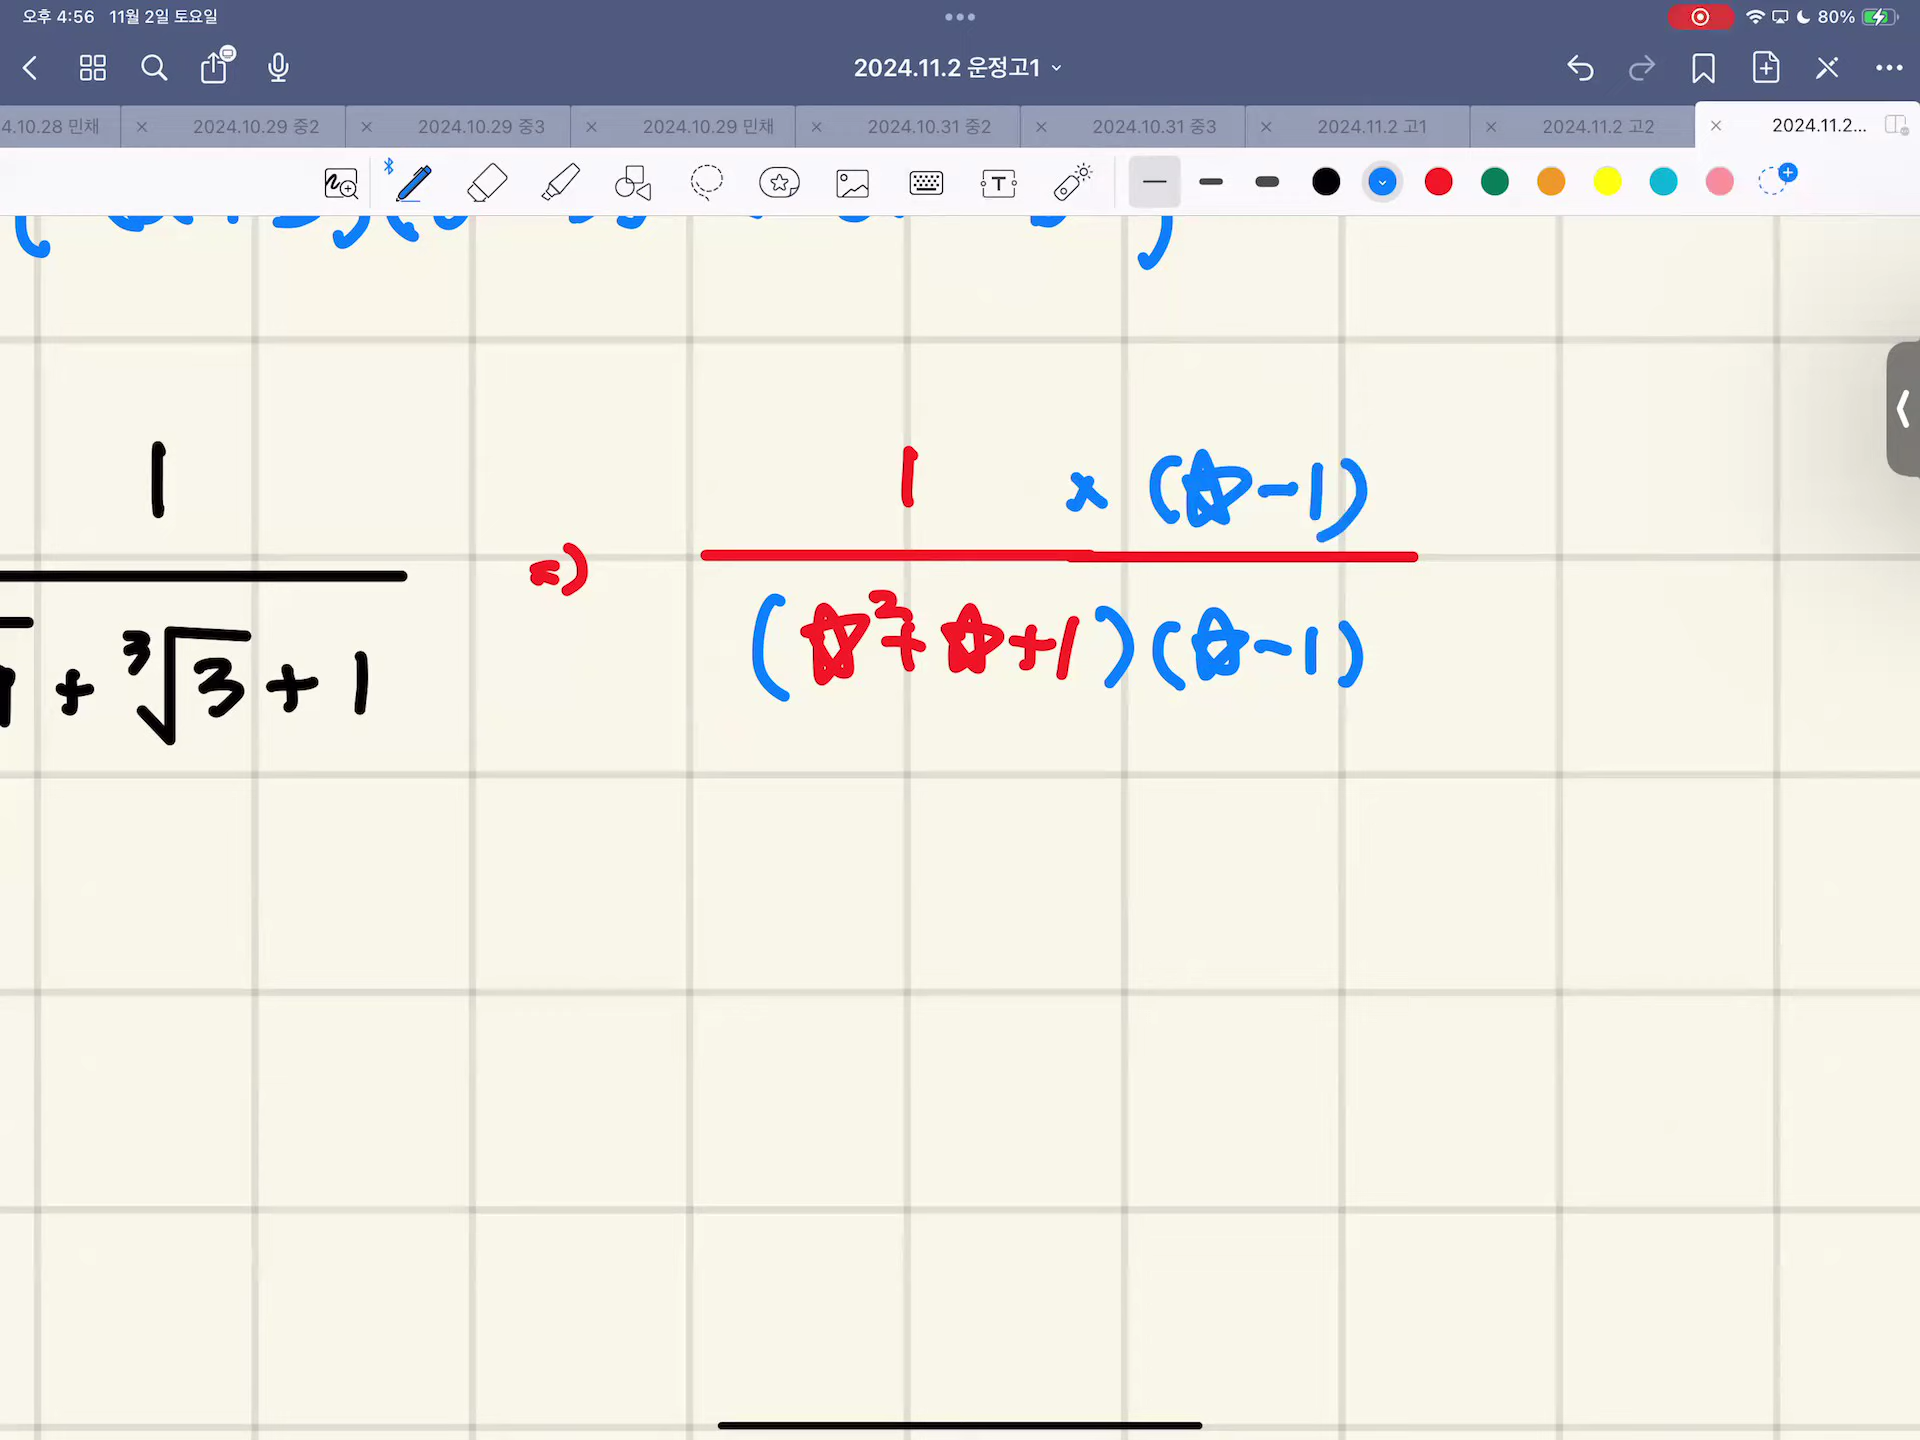 오후 4:56 11월 2일 토요일
80%
2024.11.2 운정고1
4.10.28 민채
2024.10.29 중2
2024.10.29 중3
2024.10.29 민채
2024.10.31 중2
2024.10.31 중3
2024.11.2 고1
2024.11.2 고2
2024.11.2...
T
1
+ ∛3 + 1
=>
1 × (☆-1)
(☆²+☆+1)(☆-1)